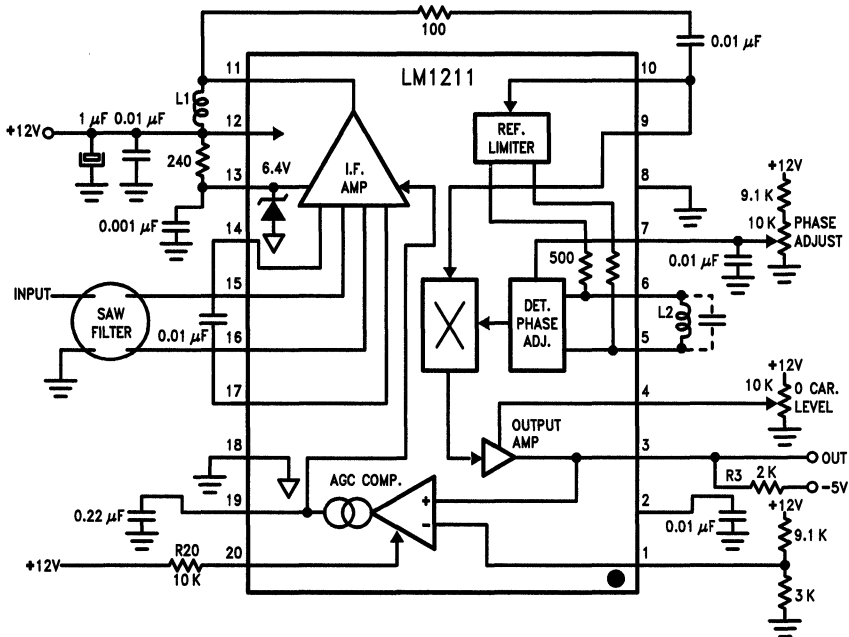 100
0.01 μF
11
10
LM1211
L1
1 μF 0.01 μF
+12V
12
REF.
LIMITER
9
240
13
6.4V
I.F.
AMP
8
+12V
9.1 K
0.001 μF
14
7
10 K
PHASE
ADJUST
500
0.01 μF
INPUT
15
6
SAW
FILTER
0.01 μF
X
DET.
PHASE
ADJ.
L2
16
5
+12V
17
4
10 K
0 CAR.
LEVEL
OUTPUT
AMP
18
3
OUT
AGC COMP.
R3
2 K
-5V
19
2
+12V
0.22 μF
+
-
0.01 μF
9.1 K
R20
20
1
+12V
10 K
3 K